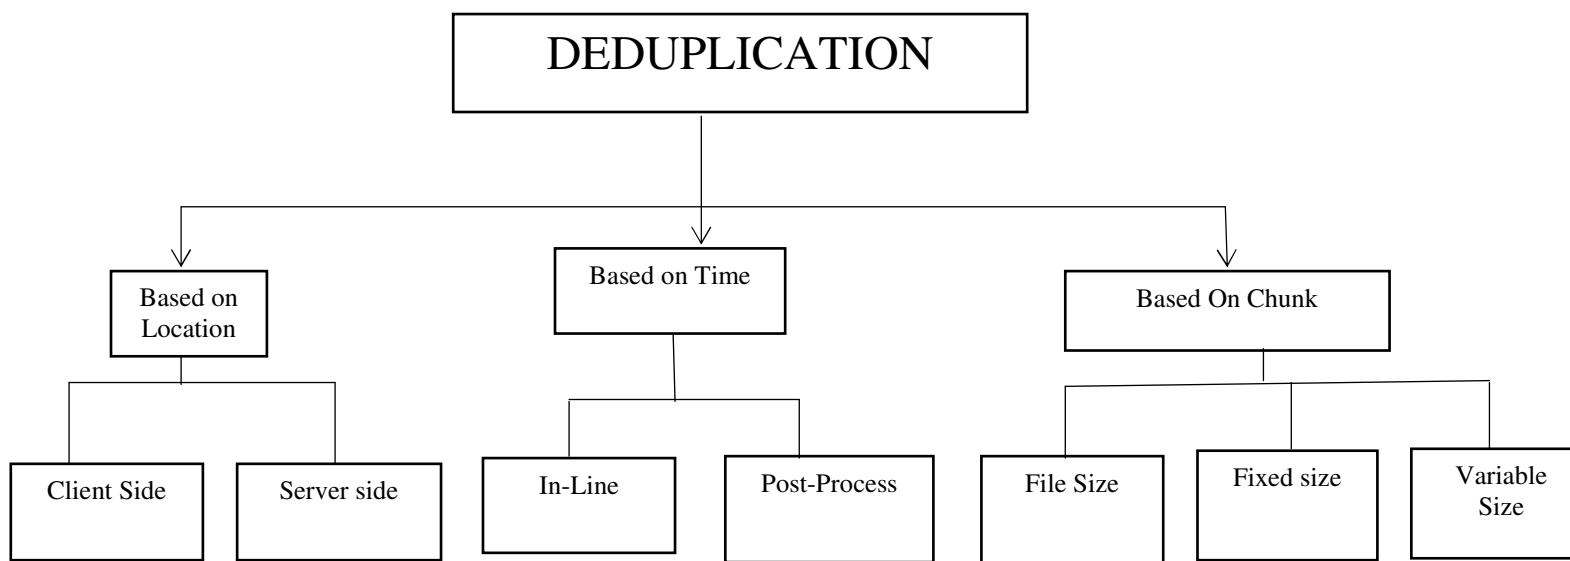 DEDUPLICATION
Based on
Location
Based on Time
Based On Chunk
Client Side
Server side
In-Line
Post-Process
File Size
Fixed size
Variable
Size